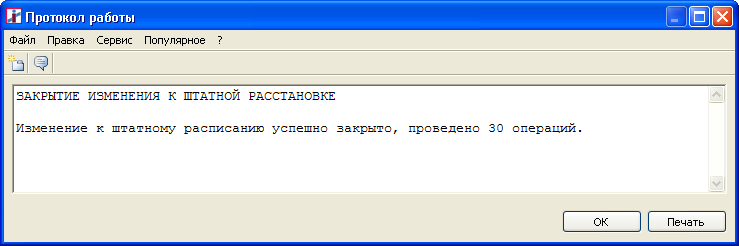 Протокол работы
Файл Правка Сервис Популярное ?
ЗАКРЫТИЕ ИЗМЕНЕНИЯ К ШТАТНОЙ РАССТАНОВКЕ
Изменение к штатному расписанию успешно закрыто, проведено 30 операций.
ОК Печать